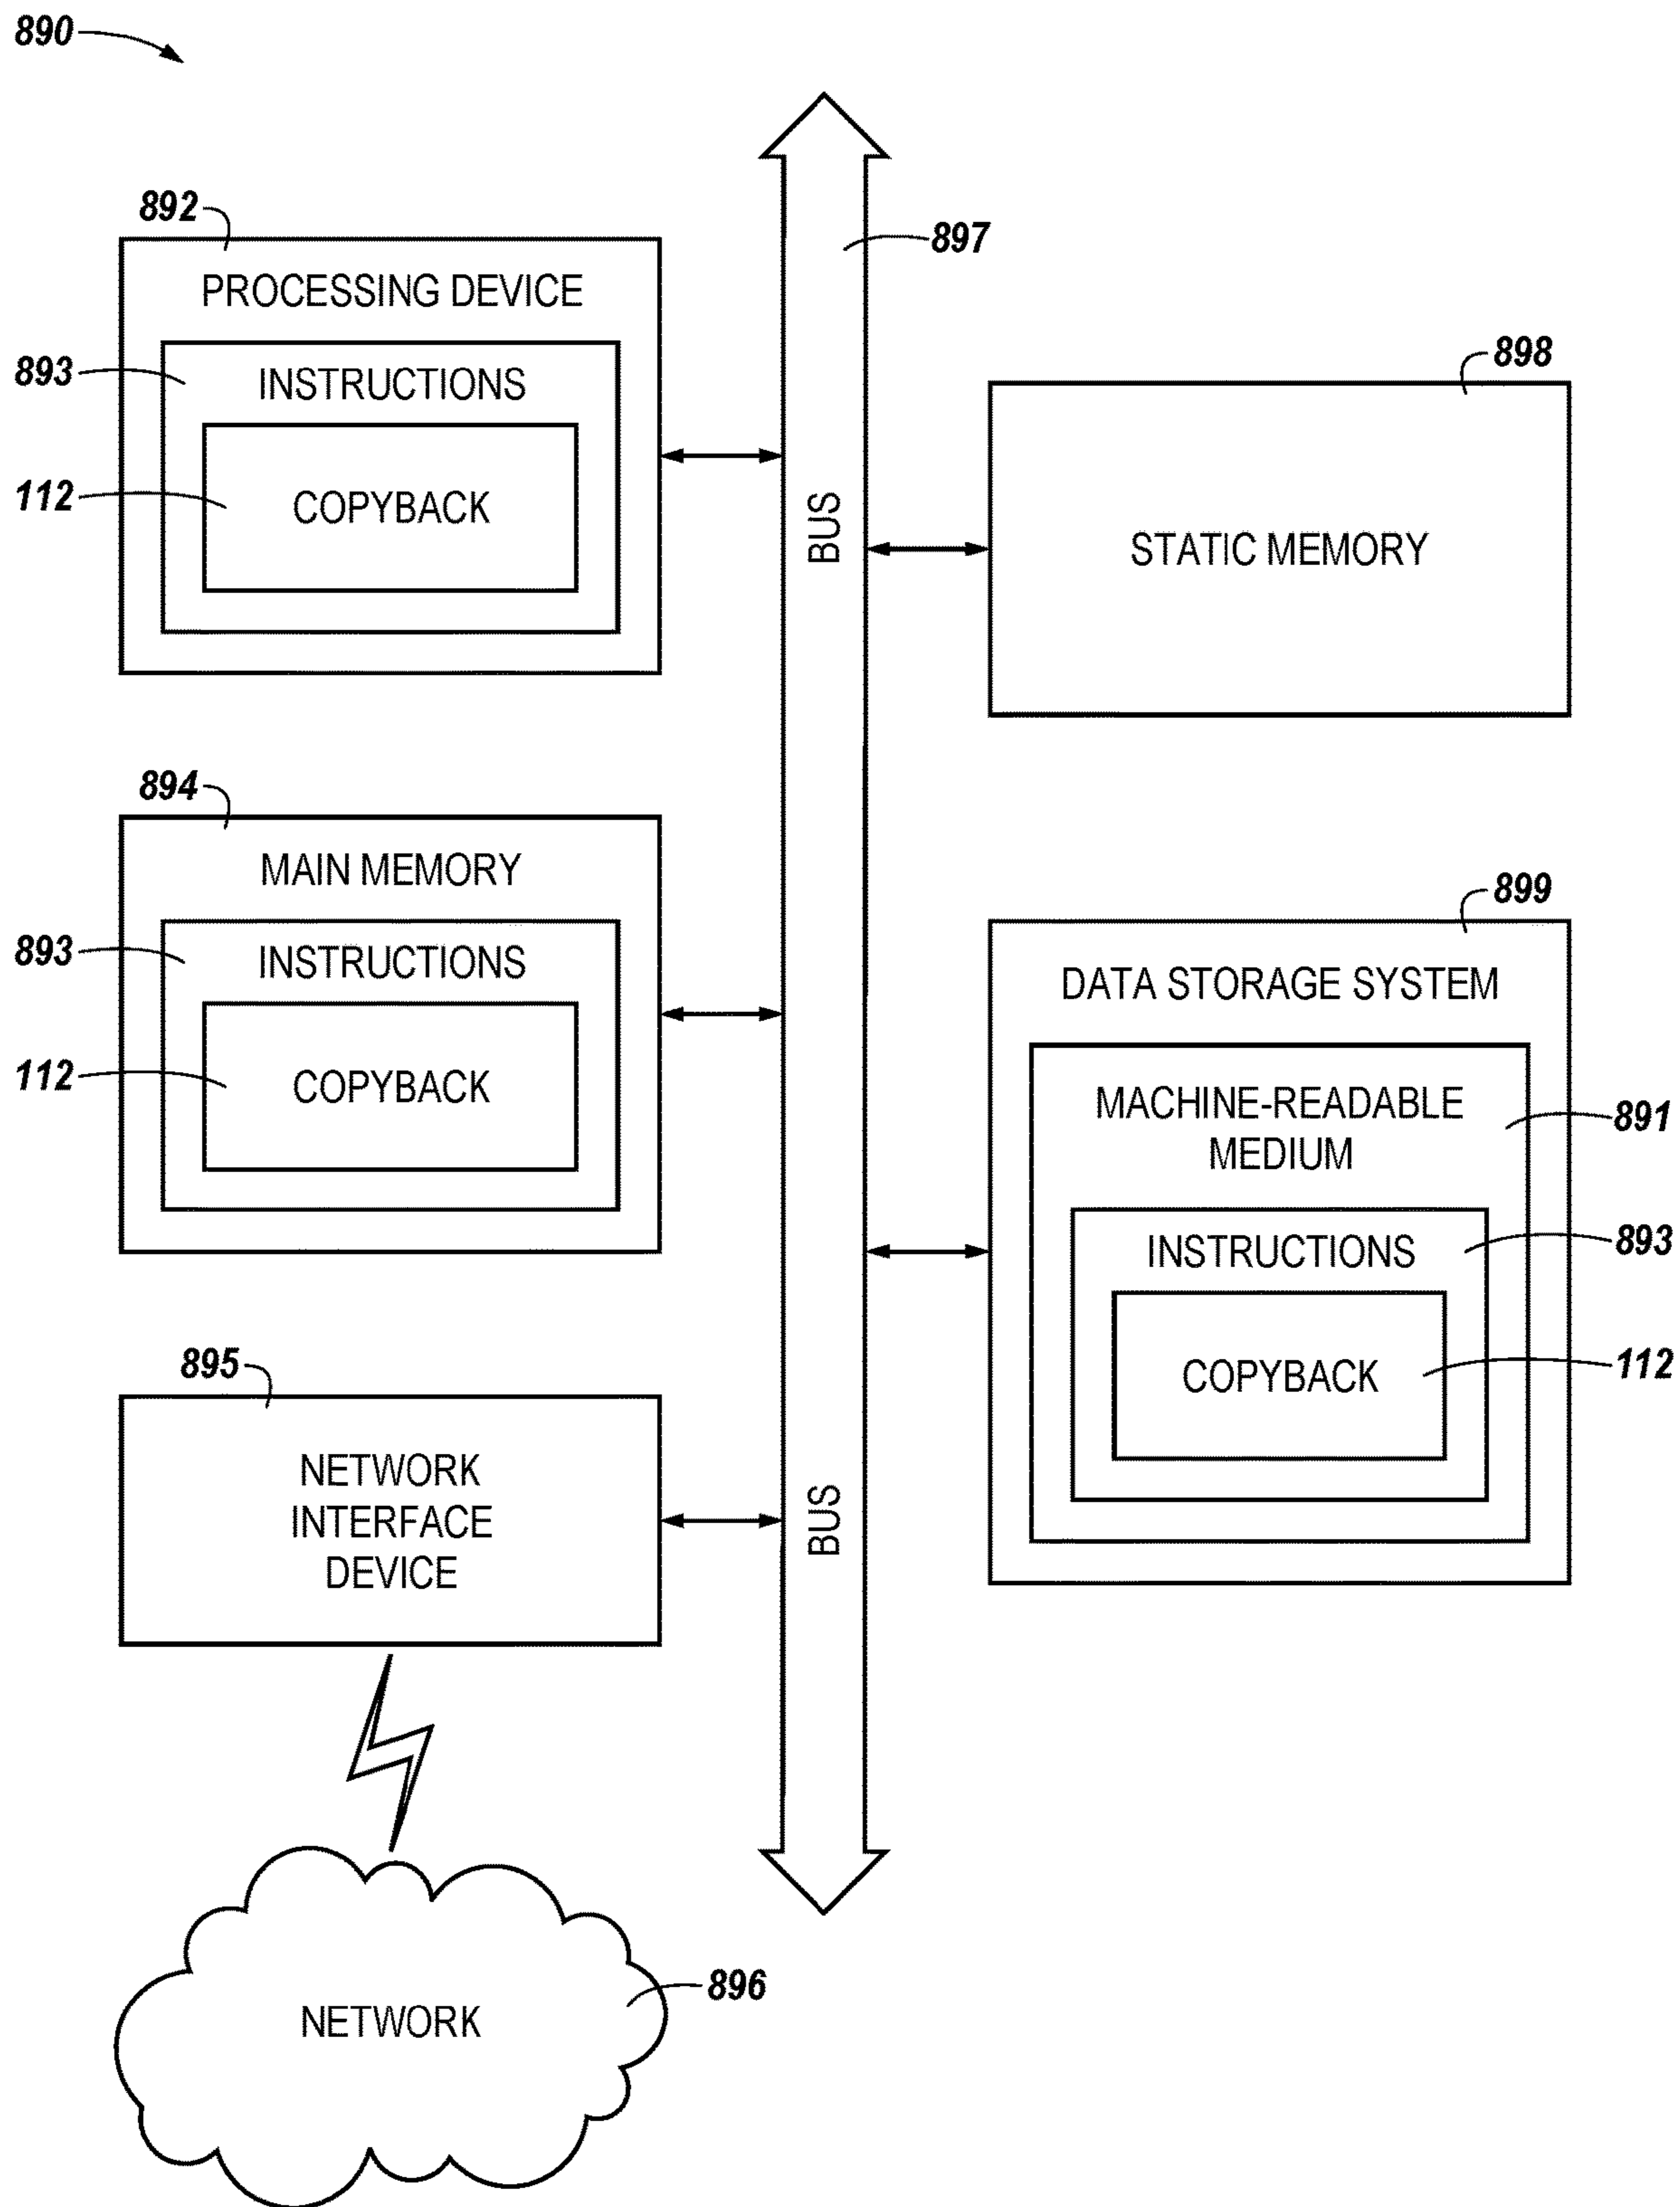 890
892
PROCESSING DEVICE
893
INSTRUCTIONS
112
COPYBACK
897
BUS
898
STATIC MEMORY
894
MAIN MEMORY
893
INSTRUCTIONS
112
COPYBACK
899
DATA STORAGE SYSTEM
MACHINE-READABLE
MEDIUM
891
INSTRUCTIONS
893
COPYBACK
112
895
NETWORK
INTERFACE
DEVICE
BUS
NETWORK
896